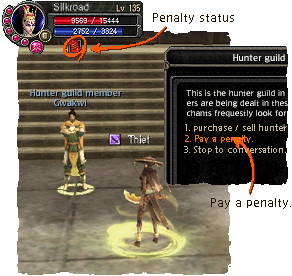 Silkroad Lv 135
9569 / 15444
2752 / 3924
Penalty status
Hunter guild
This is the hunter guild in
ers are being dealt in these
chants frequestly look for
1. purchase / sell hunter
2. Pay a penalty.
3. Stop to conversation.
Hunter guild member
Gwakwi
Thief
Pay a penalty.